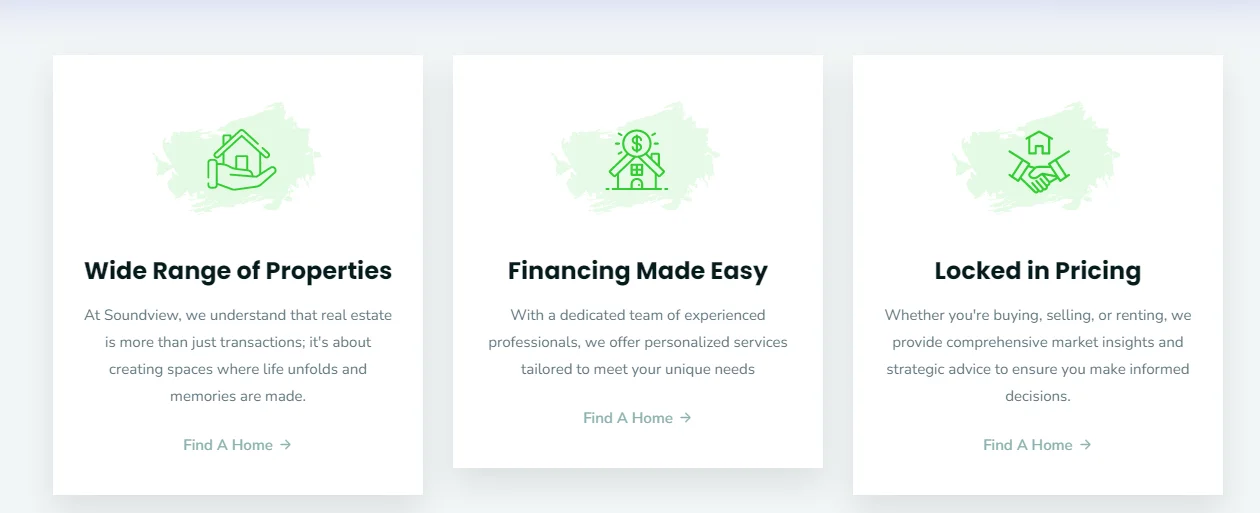 Wide Range of Properties
At Soundview, we understand that real estate
is more than just transactions; it's about
creating spaces where life unfolds and
memories are made.
Find A Home →
$
Financing Made Easy
With a dedicated team of experienced
professionals, we offer personalized services
tailored to meet your unique needs
Find A Home →
Locked in Pricing
Whether you're buying, selling, or renting, we
provide comprehensive market insights and
strategic advice to ensure you make informed
decisions.
Find A Home →